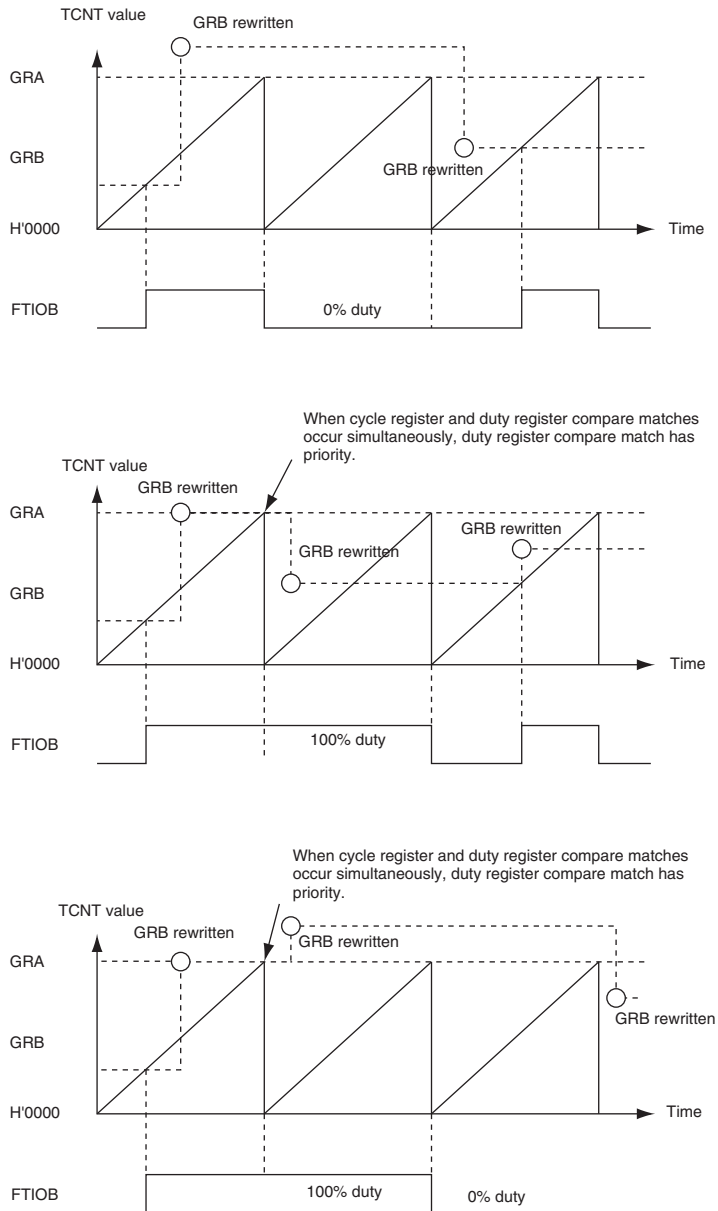 TCNT value
GRB rewritten
GRA
GRB
GRB rewritten
H'0000
Time
FTIOB
0% duty
When cycle register and duty register compare matches
occur simultaneously, duty register compare match has
priority.
TCNT value
GRB rewritten
GRA
GRB rewritten
GRB rewritten
GRB
H'0000
Time
FTIOB
100% duty
When cycle register and duty register compare matches
occur simultaneously, duty register compare match has
priority.
TCNT value
GRB rewritten
GRB rewritten
GRA
GRB rewritten
GRB
H'0000
Time
FTIOB
100% duty
0% duty